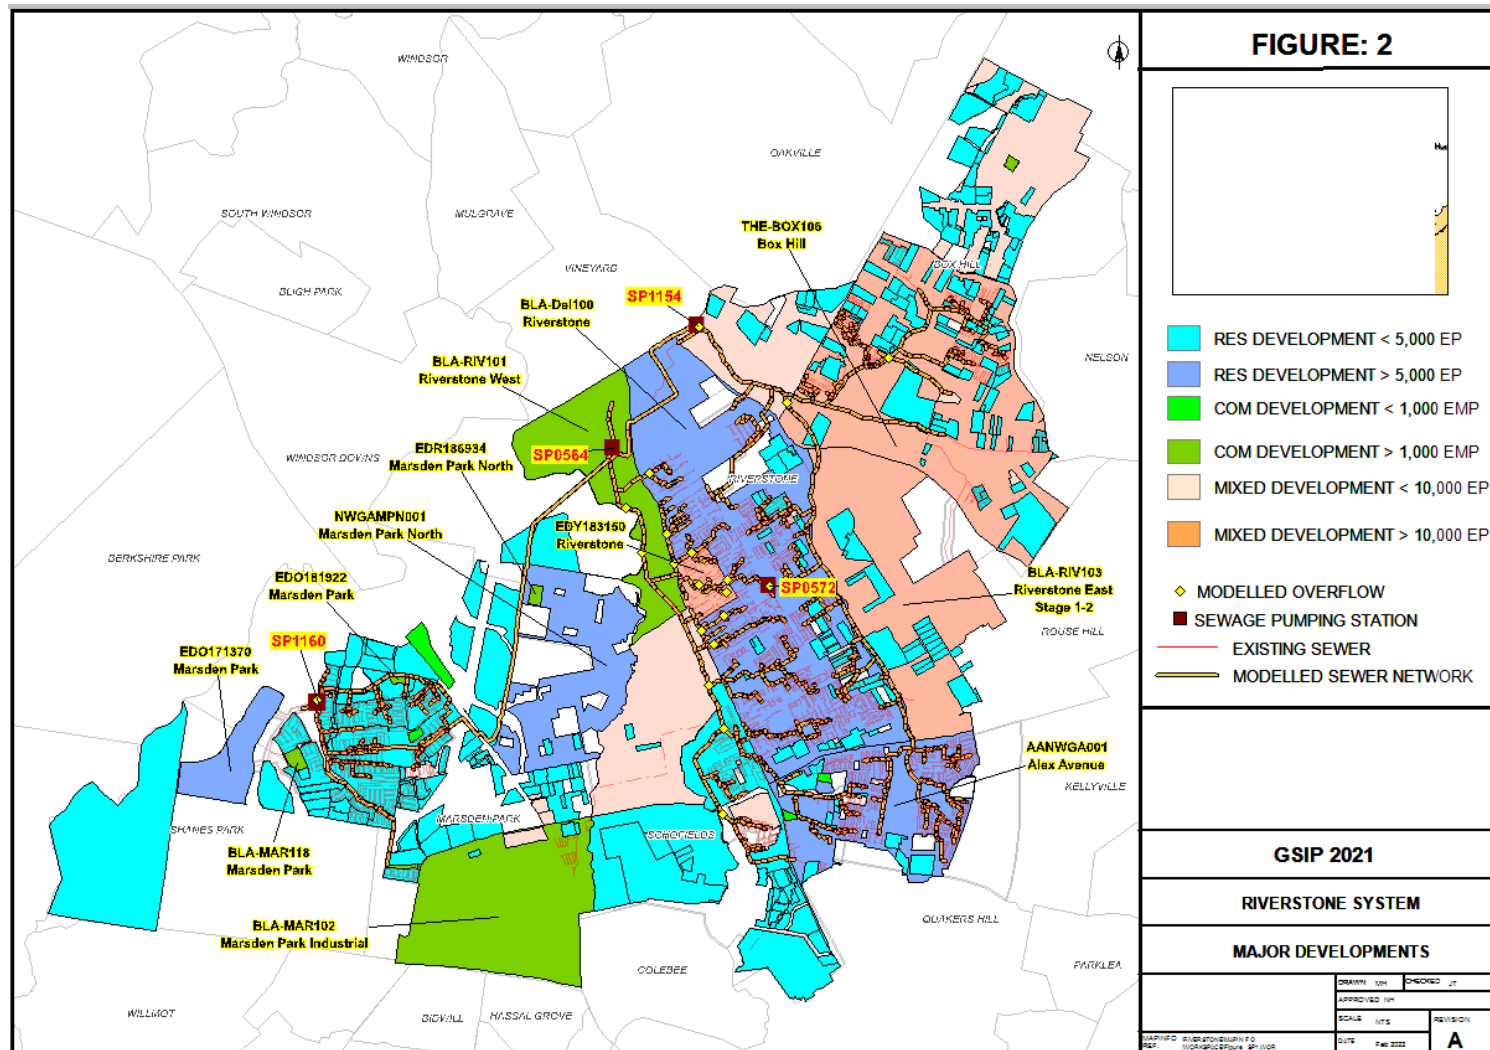 FIGURE: 2
WINDSOR
OAKVILLE
SOUTH WINDSOR
MULGRAVE
THE-BOX106
Box Hill
VINEYARD
BOX HILL
BLIGH PARK
SP1154
BLA-Del100
Riverstone
NELSON
BLA-RIV101
Riverstone West
EDR186934
Marsden Park North
SP0564
WINDSOR DOWNS
RIVERSTONE
NWGAMPN001
Marsden Park North
EDY183150
Riverstone
BERKSHIRE PARK
EDO181922
Marsden Park
SP0572
BLA-RIV103
Riverstone East
Stage 1-2
ROUSE HILL
SP1160
EDO171370
Marsden Park
AANWGA001
Alex Avenue
KELLYVILLE
SHANES PARK
MARSDEN PARK
SCHOFIELDS
BLA-MAR118
Marsden Park
BLA-MAR102
Marsden Park Industrial
QUAKERS HILL
COLEBEE
PARKLEA
WILLMOT
BIDWILL
HASSAL GROVE
RES DEVELOPMENT < 5,000 EP
RES DEVELOPMENT > 5,000 EP
COM DEVELOPMENT < 1,000 EMP
COM DEVELOPMENT > 1,000 EMP
MIXED DEVELOPMENT < 10,000 EP
MIXED DEVELOPMENT > 10,000 EP
MODELLED OVERFLOW
SEWAGE PUMPING STATION
EXISTING SEWER
MODELLED SEWER NETWORK
GSIP 2021
RIVERSTONE SYSTEM
MAJOR DEVELOPMENTS
DRAWN NH CHECKED JT
APPROVED NH
SCALE NTS REVISION
DATE Feb 2022 A
MAPINFO
REF.